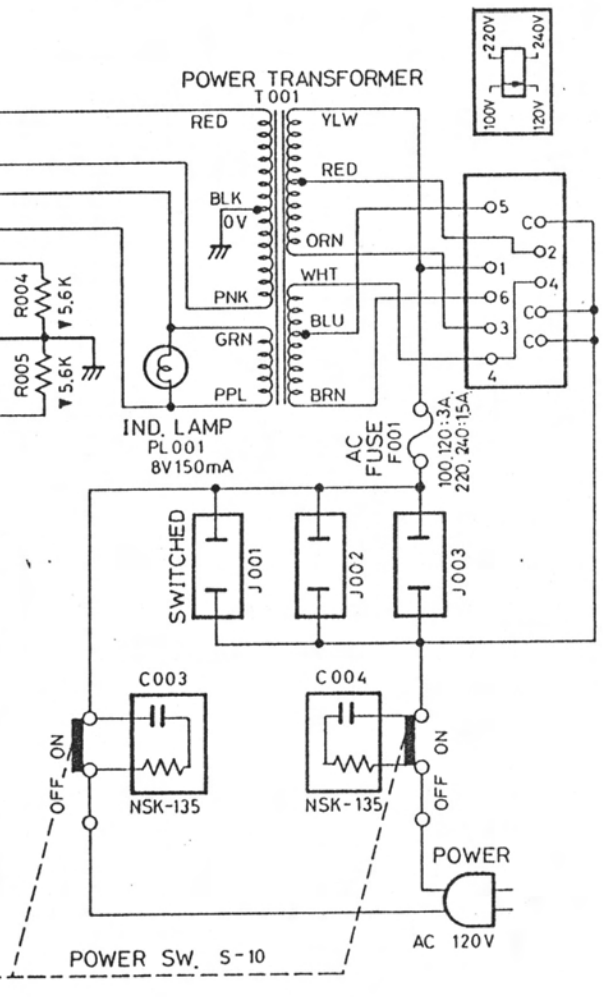 220V
240V
100V
120V
POWER TRANSFORMER
T001
RED
YLW
RED
BLK
0V
ORN
PNK
WHT
GRN
BLU
PPL
BRN
5
C
2
1
4
6
C
3
C
4
R004
5.6K
R005
5.6K
IND. LAMP
PL001
8V150mA
AC
FUSE
F001
100, 120:3A,
220, 240:1.5A,
SWITCHED
J001
J002
J003
C003
C004
OFF ON
OFF ON
NSK-135
NSK-135
POWER
AC 120V
POWER SW. S-10